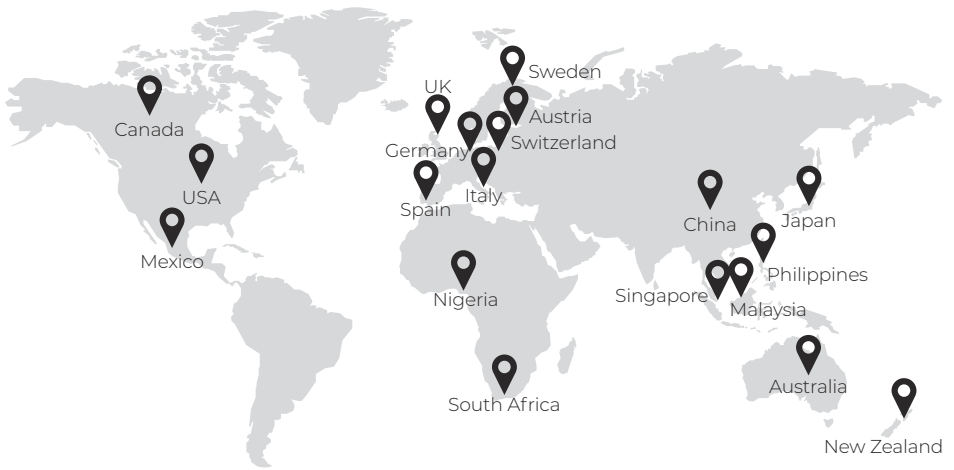 Sweden
UK
Canada
Austria
Germany
Switzerland
USA
Italy
Spain
China
Japan
Mexico
Philippines
Nigeria
Singapore
Malaysia
Australia
South Africa
New Zealand